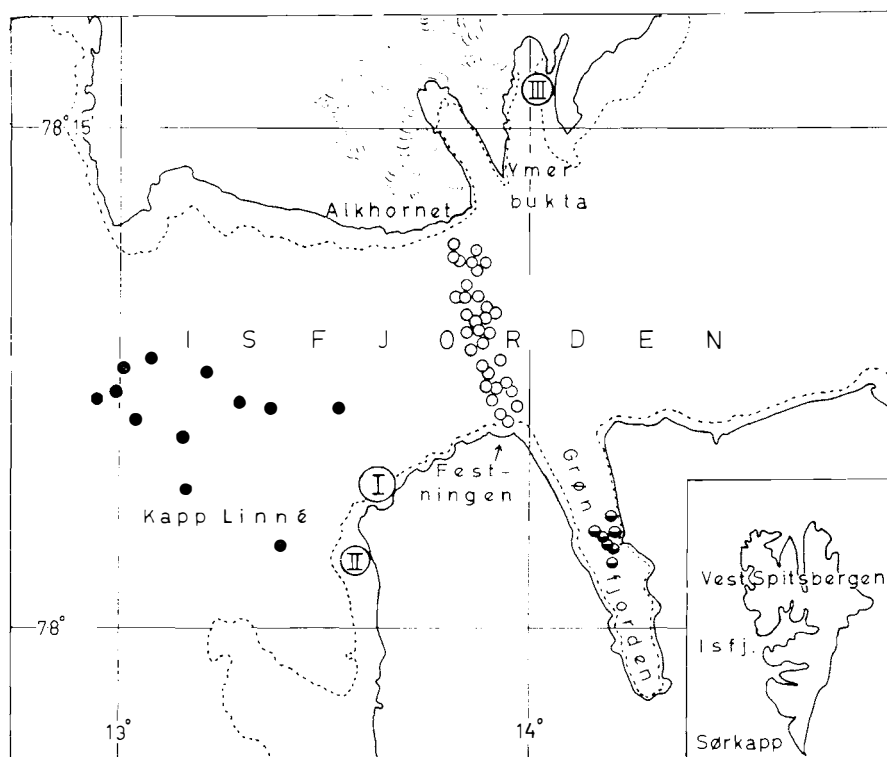 III
78°15
Ymer
bukta
Alkhornet
ISFJORDEN
I
Fest-
ningen
Grøn
fjorden
Kapp Linné
II
78°
13°
14°
Vest Spitsbergen
Isfj.
Sørkapp